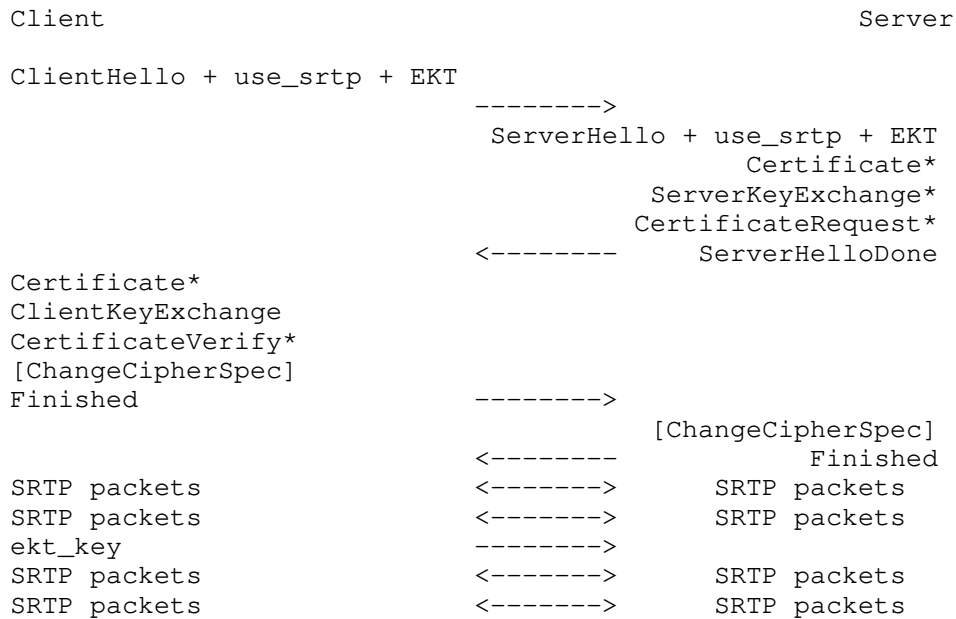 Client                                            Server

ClientHello + use_srtp + EKT
                            -------->
                             ServerHello + use_srtp + EKT
                                             Certificate*
                                       ServerKeyExchange*
                                      CertificateRequest*
                            <--------     ServerHelloDone
Certificate*
ClientKeyExchange
CertificateVerify*
[ChangeCipherSpec]
Finished                    -------->
                                       [ChangeCipherSpec]
                            <--------            Finished
SRTP packets                <------->      SRTP packets
SRTP packets                <------->      SRTP packets
ekt_key                     -------->
SRTP packets                <------->      SRTP packets
SRTP packets                <------->      SRTP packets